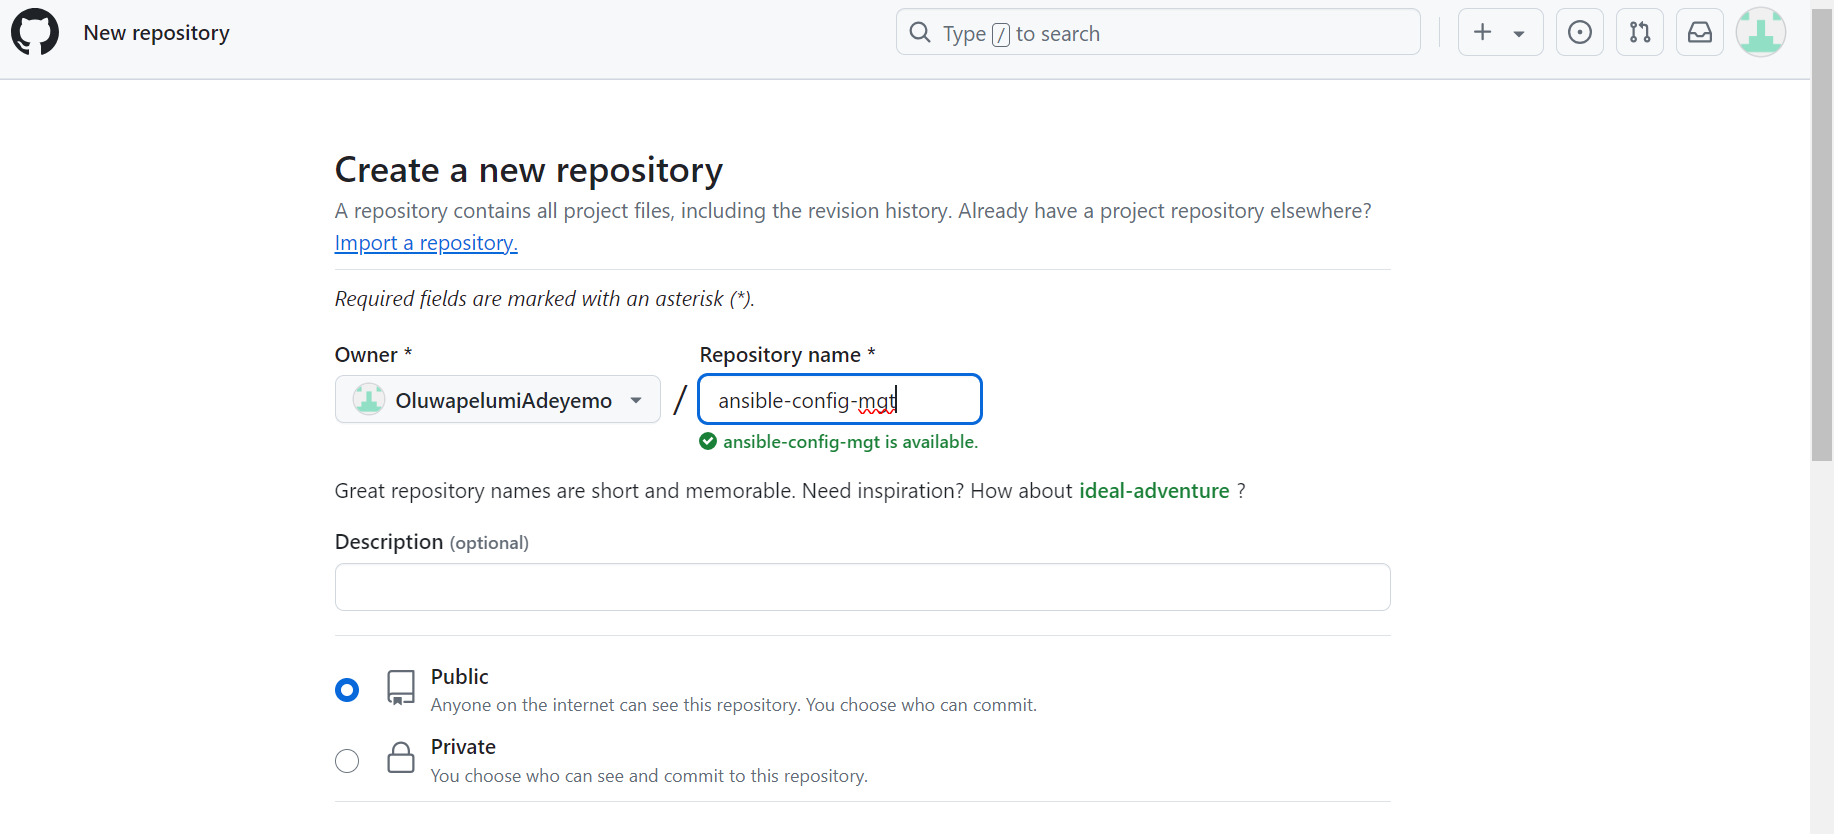 New repository
Type / to search
Create a new repository
A repository contains all project files, including the revision history. Already have a project repository elsewhere?
Import a repository.
Required fields are marked with an asterisk (*).
Owner *
Repository name *
OluwapelumiAdeyemo
/
ansible-config-mgt
ansible-config-mgt is available.
Great repository names are short and memorable. Need inspiration? How about ideal-adventure ?
Description (optional)
Public
Anyone on the internet can see this repository. You choose who can commit.
Private
You choose who can see and commit to this repository.